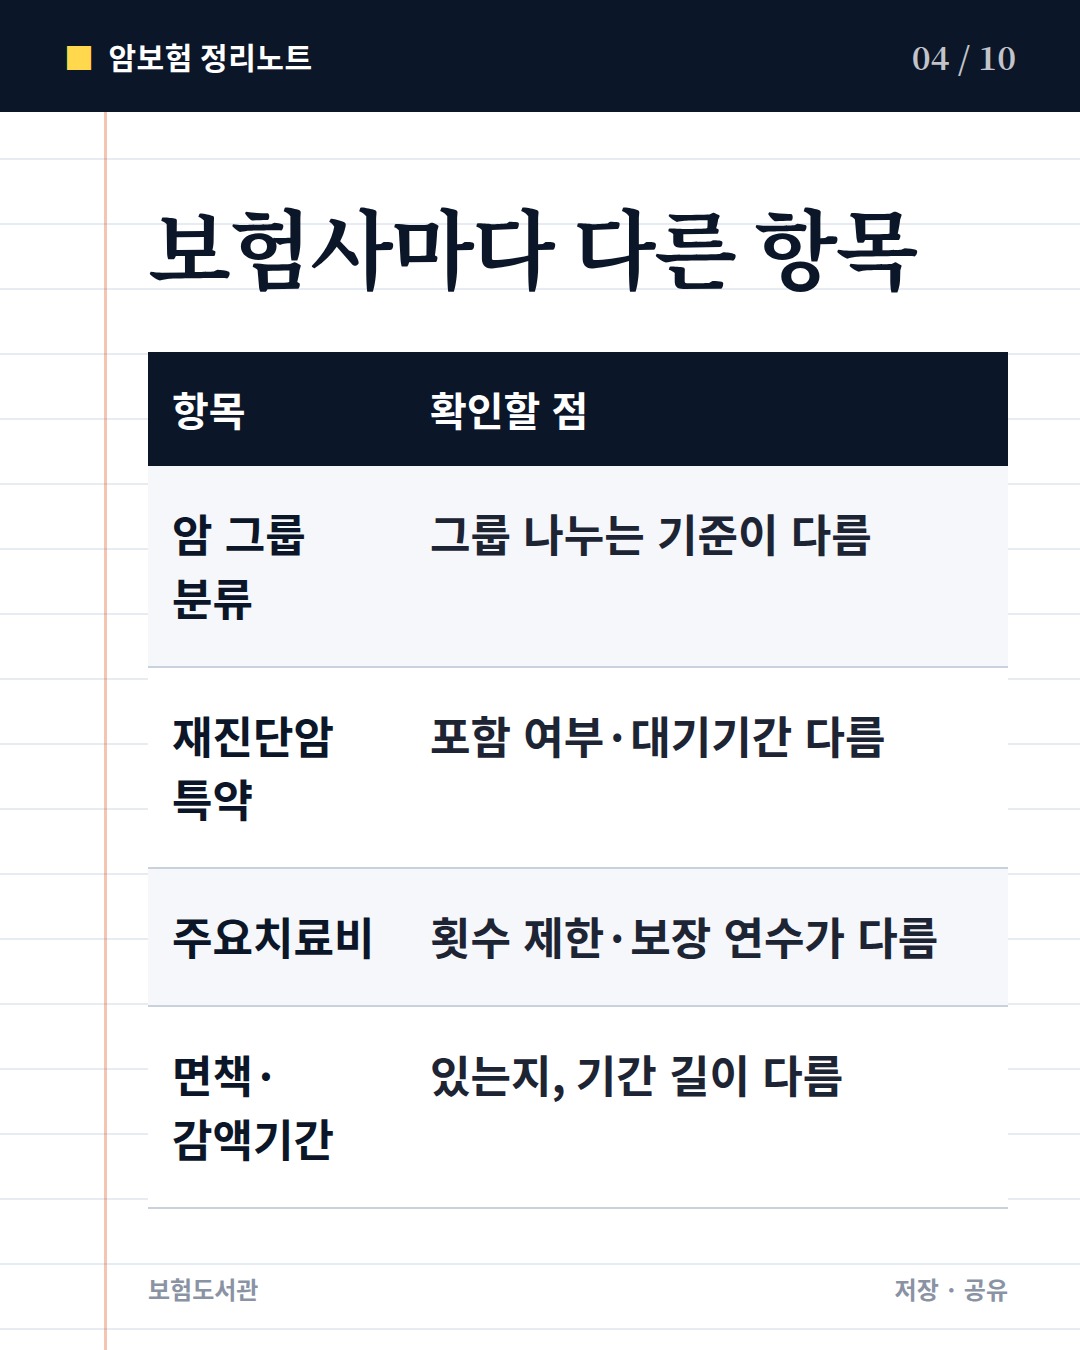 암보험 정리노트
04 / 10
보험사마다 다른 항목
항목 확인할 점
암 그룹 그룹 나누는 기준이 다름
분류
재진단암 포함 여부·대기기간 다름
특약
주요치료비 횟수 제한·보장 연수가 다름
면책· 있는지, 기간 길이 다름
감액기간
보험도서관
저장 · 공유